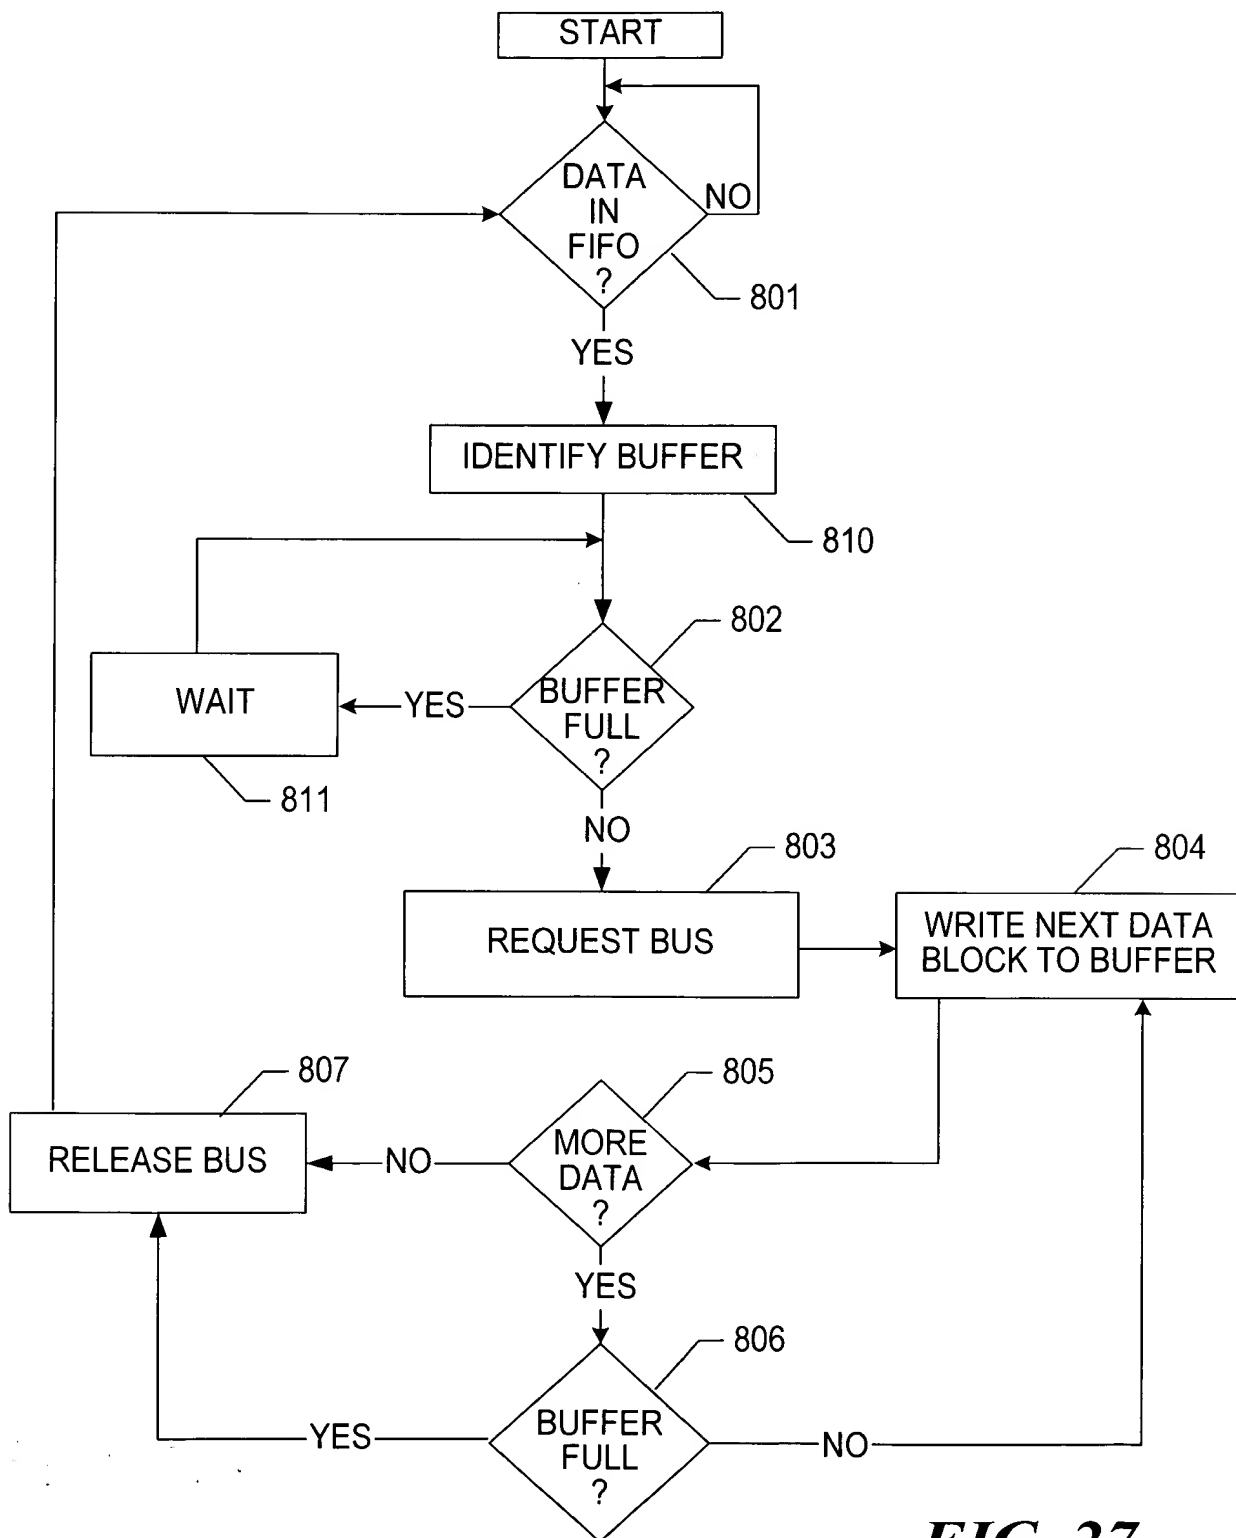 START
DATA
IN
FIFO
?
NO
801
YES
IDENTIFY BUFFER
810
802
BUFFER
FULL
?
YES
WAIT
811
NO
803
REQUEST BUS
804
WRITE NEXT DATA
BLOCK TO BUFFER
807
RELEASE BUS
805
MORE
DATA
?
NO
YES
806
BUFFER
FULL
?
YES
NO
FIG. 27